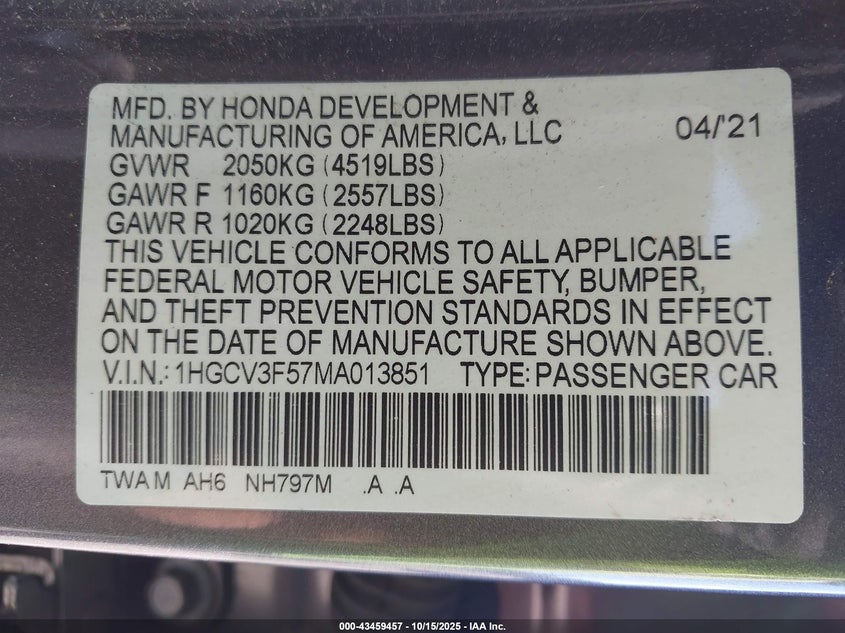 MFD. BY HONDA DEVELOPMENT &
MANUFACTURING OF AMERICA, LLC 04/'21
GVWR 2050KG (4519LBS)
GAWR F 1160KG (2557LBS)
GAWR R 1020KG (2248LBS)
THIS VEHICLE CONFORMS TO ALL APPLICABLE
FEDERAL MOTOR VEHICLE SAFETY, BUMPER,
AND THEFT PREVENTION STANDARDS IN EFFECT
ON THE DATE OF MANUFACTURE SHOWN ABOVE.
V.I.N.: 1HGCV3F57MA013851 TYPE: PASSENGER CAR
TWAM AH6 NH797M .A .A
000-43459457 - 10/15/2025 - IAA Inc.